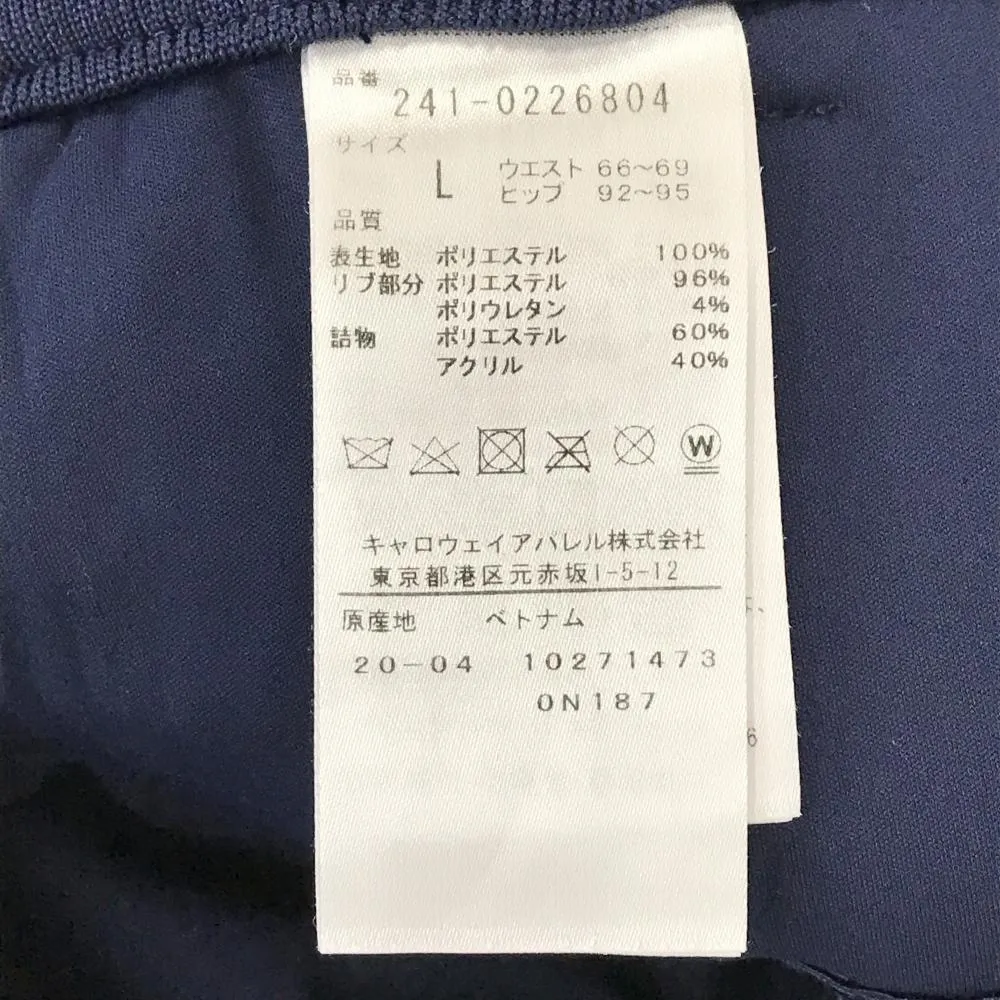 品番
241-0226804
サイズ
L ウエスト 66〜69
ヒップ 92〜95
品質
表生地 ポリエステル 100%
リブ部分 ポリエステル 96%
ポリウレタン 4%
詰物 ポリエステル 60%
アクリル 40%
W
キャロウェイアパレル株式会社
東京都港区元赤坂1-5-12
原産地 ベトナム
20-04 10271473
0N187
6